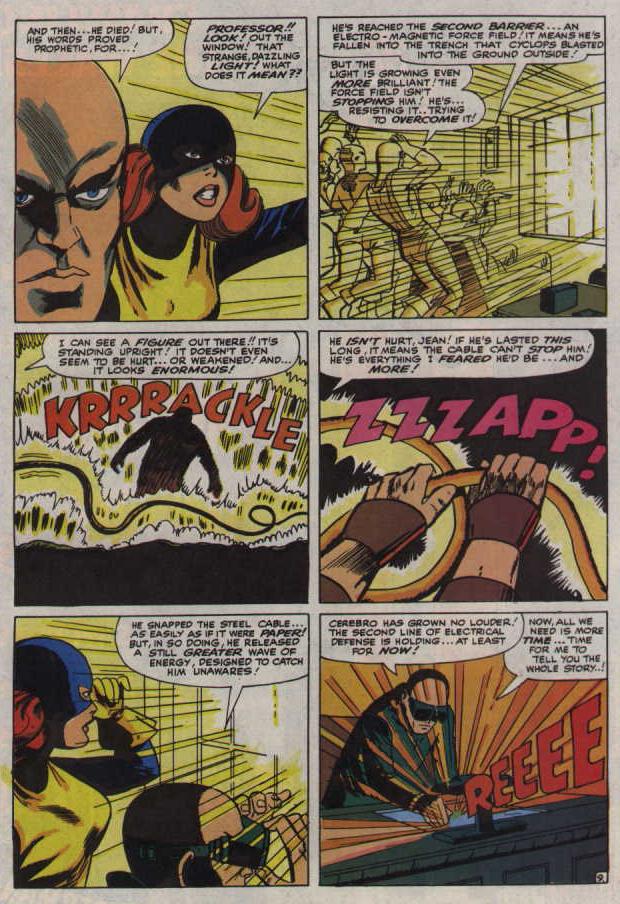 AND THEN... HE DIED! BUT,
HIS WORDS PROVED
PROPHETIC, FOR...!
PROFESSOR!!
LOOK! OUT THE
WINDOW! THAT
STRANGE, DAZZLING
LIGHT! WHAT
DOES IT MEAN??
HE'S REACHED THE SECOND BARRIER... AN
ELECTRO-MAGNETIC FORCE FIELD! IT MEANS HE'S
FALLEN INTO THE TRENCH THAT CYCLOPS BLASTED
INTO THE GROUND OUTSIDE!
BUT THE
LIGHT IS GROWING EVEN
MORE BRILLIANT! THE
FORCE FIELD ISN'T
STOPPING HIM! HE'S...
RESISTING IT.. TRYING
TO OVERCOME IT!
I CAN SEE A FIGURE OUT THERE!! IT'S
STANDING UPRIGHT! IT DOESN'T EVEN
SEEM TO BE HURT... OR WEAKENED! AND...
IT LOOKS ENORMOUS!
KRRRRACKLE
HE ISN'T HURT, JEAN! IF HE'S LASTED THIS
LONG, IT MEANS THE CABLE CAN'T STOP HIM!
HE'S EVERYTHING I FEARED HE'D BE... AND
MORE!
ZZZZAPP!
HE SNAPPED THE STEEL CABLE...
AS EASILY AS IF IT WERE PAPER!
BUT, IN SO DOING, HE RELEASED
A STILL GREATER WAVE OF
ENERGY, DESIGNED TO CATCH
HIM UNAWARES!
CEREBRO HAS GROWN NO LOUDER!
THE SECOND LINE OF ELECTRICAL
DEFENSE IS HOLDING... AT LEAST
FOR NOW!
NOW, ALL WE
NEED IS MORE
TIME... TIME
FOR ME TO
TELL YOU THE
WHOLE STORY..!
REEEE
9.